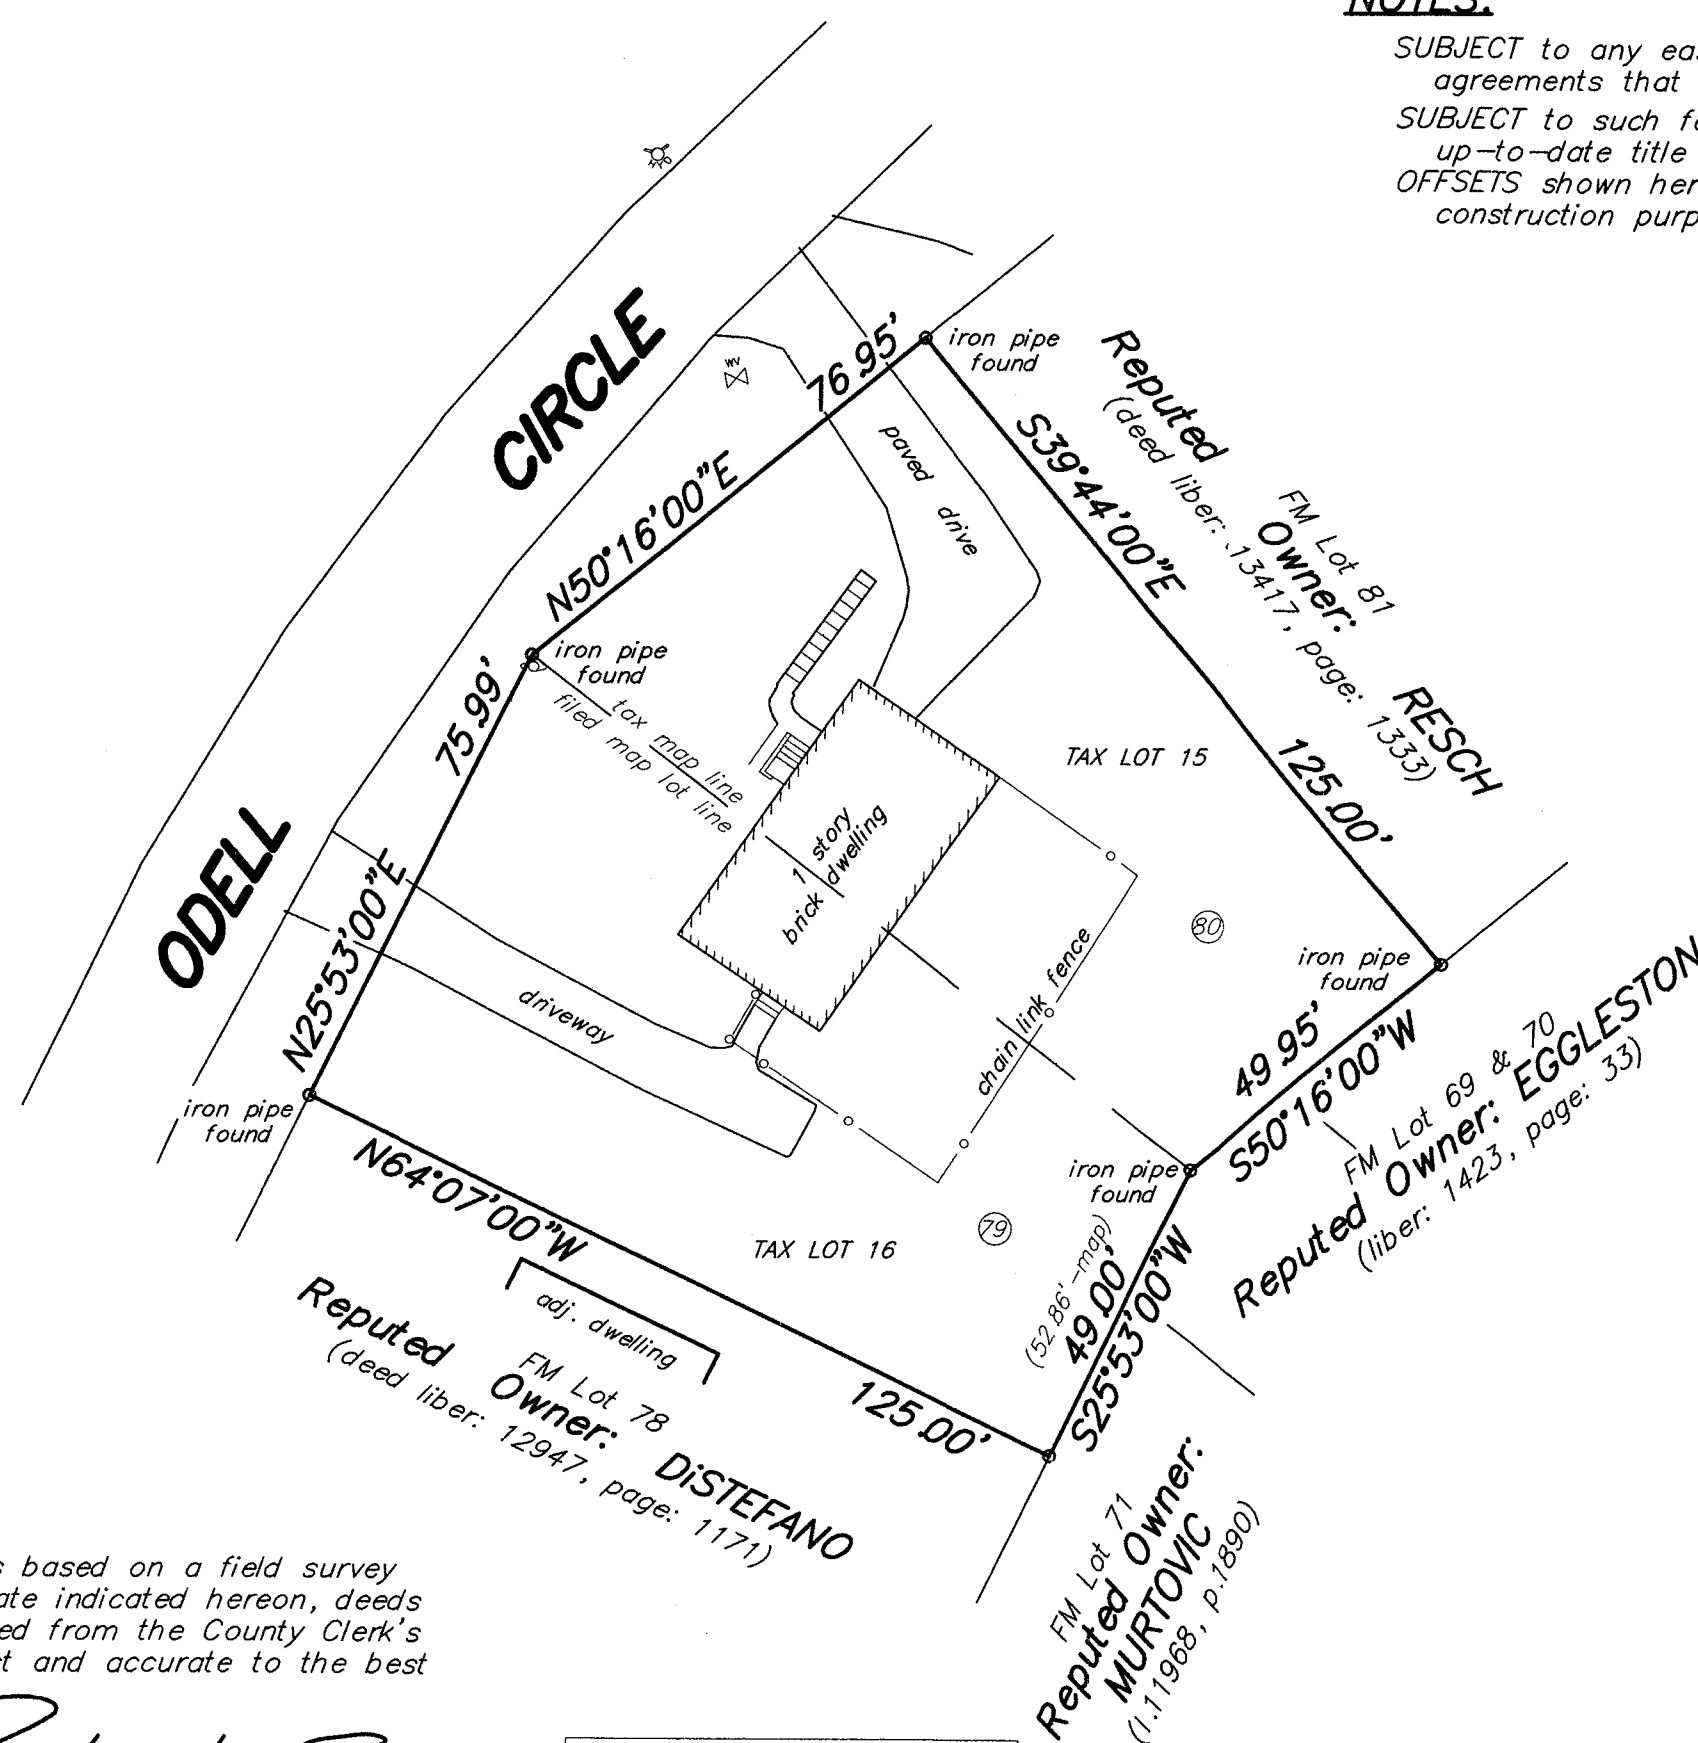 NOTES:
SUBJECT to any
agreements that
SUBJECT to such
up-to-date title
OFFSETS shown
construction
CIRCLE
ODELL
76.95'
N50°16'00"E
iron pipe
found
paved drive
Reputed Owner: RESCH
(deed liber: 13417, page: 1333)
FM Lot 81
S39°44'00"E
125.00'
iron pipe
found
tax map line
filed map lot line
75.99'
N25°53'00"E
TAX LOT 15
1 story
brick dwelling
80
chain link fence
driveway
iron pipe
found
49.95'
S50°16'00"W
FM Lot 69 & 70
Reputed Owner: EGGLESTON
(liber: 1423, page: 33)
iron pipe
found
iron pipe
found
79
TAX LOT 16
(52.86'-map)
49.00'
S25°53'00"W
N64°07'00"W
125.00'
adj. dwelling
FM Lot 78
Reputed Owner: DiSTEFANO
(deed liber: 12947, page: 1171)
FM Lot 71
Reputed Owner:
MURTOVIC
(l.11968, p.1890)
based on a field survey
indicated hereon, deeds
from the County Clerk's
and accurate to the best